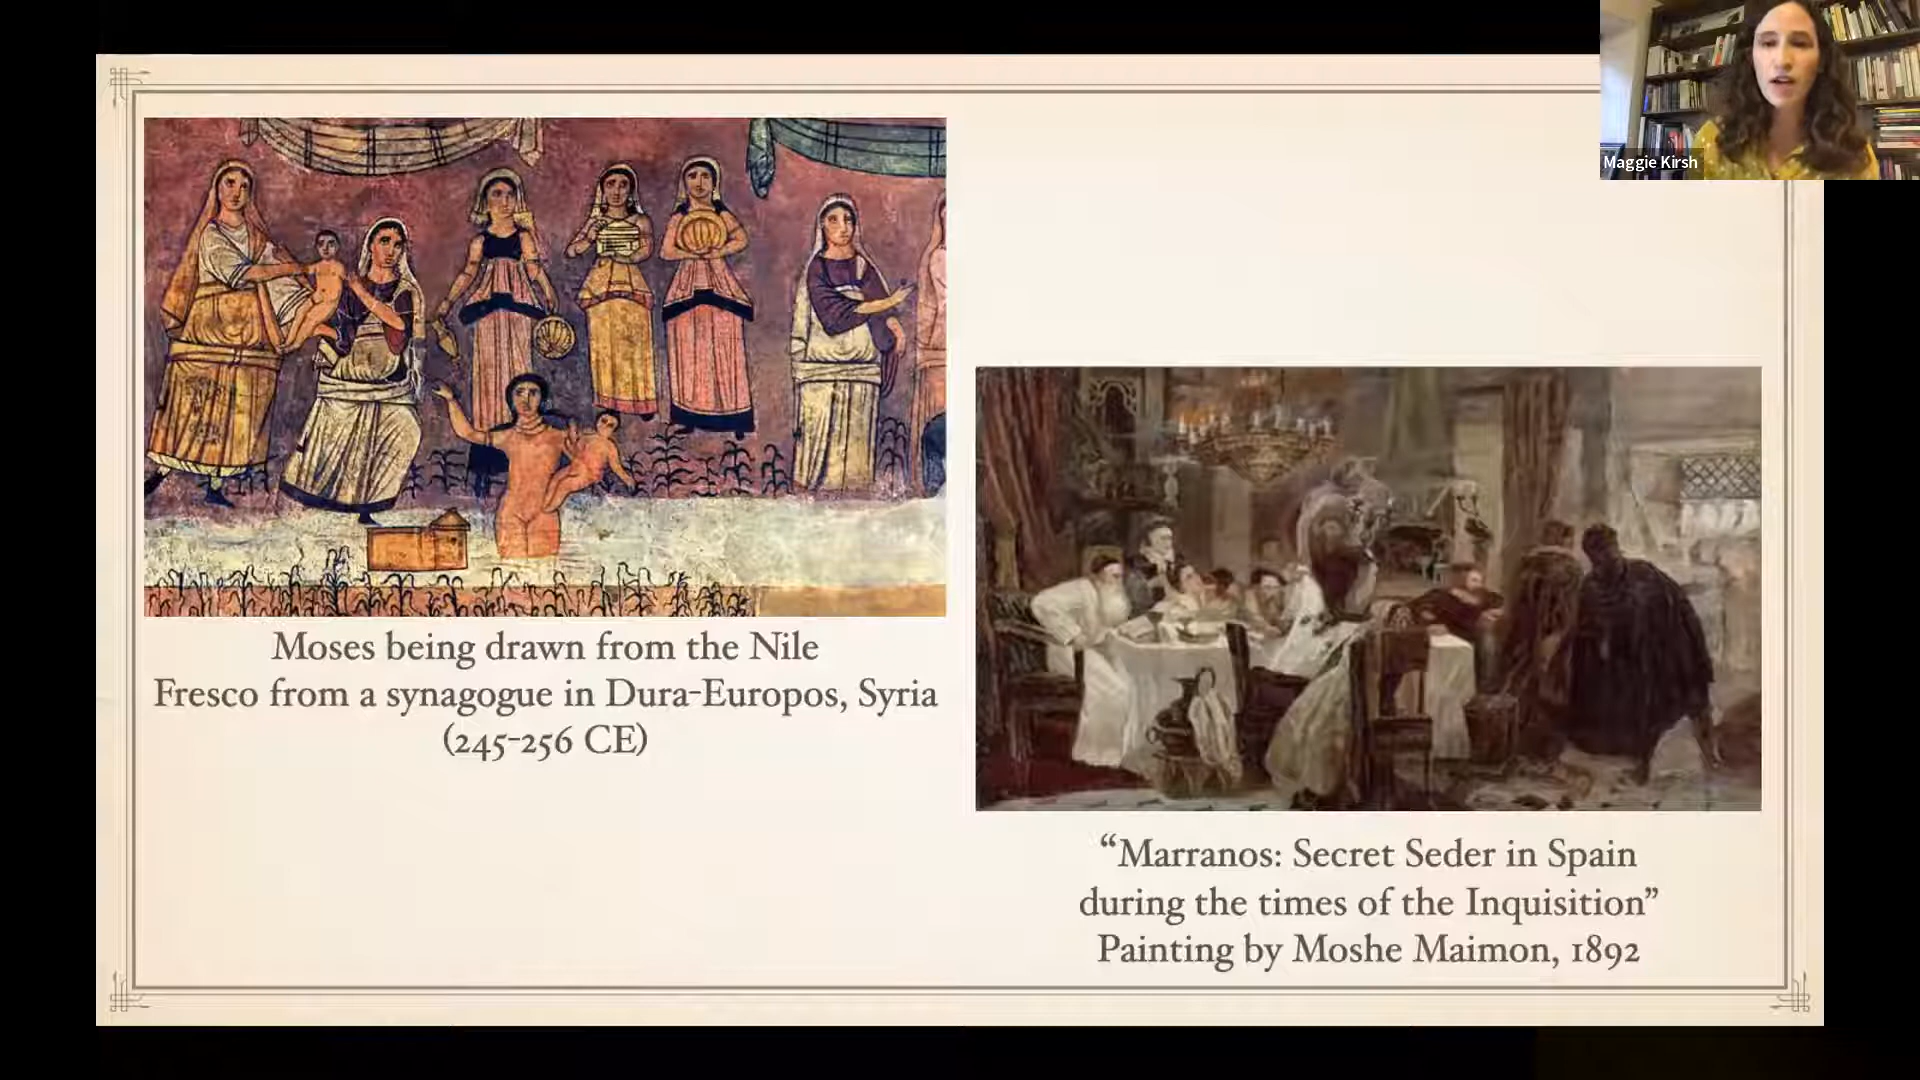 Maggie Kirsh
Moses being drawn from the Nile
Fresco from a synagogue in Dura-Europos, Syria
(245-256 CE)
“Marranos: Secret Seder in Spain
during the times of the Inquisition”
Painting by Moshe Maimon, 1892